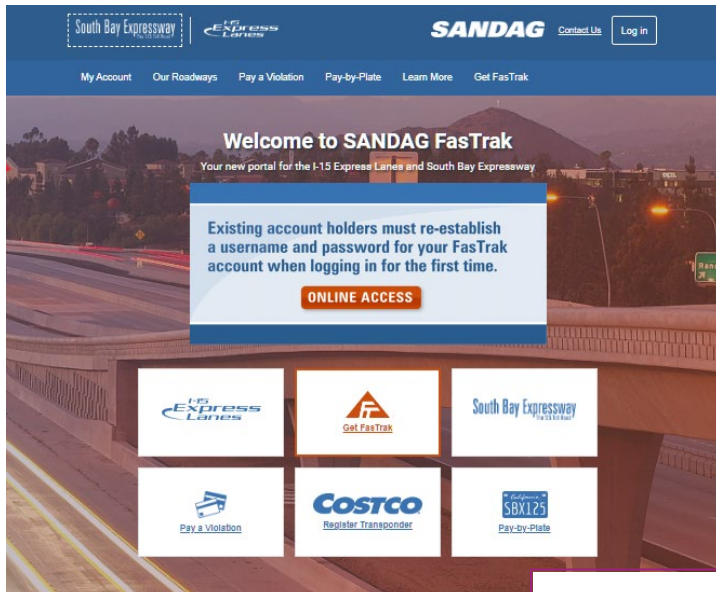 South Bay Expressway
I-15
Express
Lanes
SANDAG
Contact Us
Log in
My Account
Our Roadways
Pay a Violation
Pay-by-Plate
Learn More
Get FasTrak
Welcome to SANDAG FasTrak
Your new portal for the I-15 Express Lanes and South Bay Expressway
Existing account holders must re-establish
a username and password for your FasTrak
account when logging in for the first time.
ONLINE ACCESS
I-15
Express
Lanes
Get FasTrak
South Bay Expressway
Pay a Violation
COSTCO
Register Transponder
California
SBX125
Pay-by-Plate